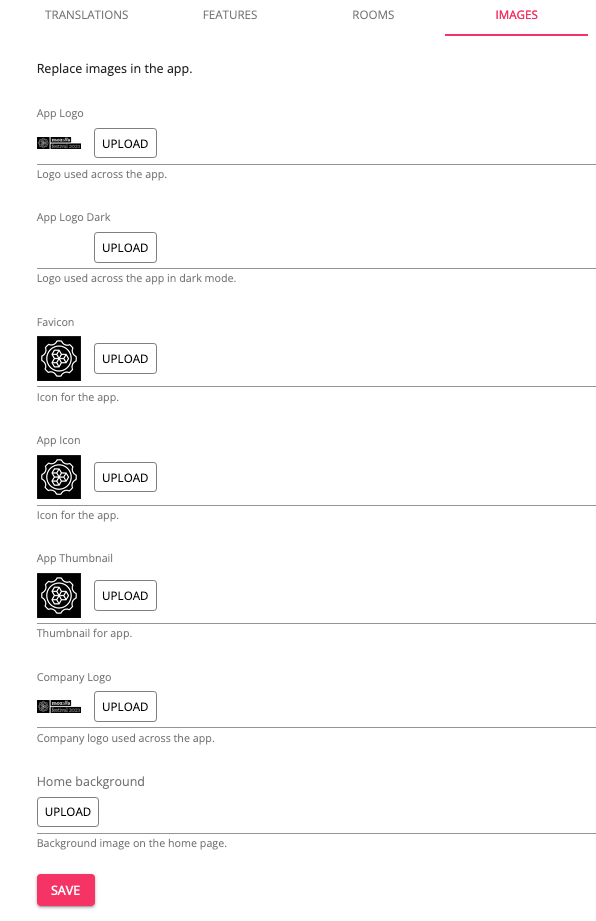 TRANSLATIONS FEATURES ROOMS IMAGES
Replace images in the app.
App Logo
mozilla
festival 2021
UPLOAD
Logo used across the app.
App Logo Dark
UPLOAD
Logo used across the app in dark mode.
Favicon
UPLOAD
Icon for the app.
App Icon
UPLOAD
Icon for the app.
App Thumbnail
UPLOAD
Thumbnail for app.
Company Logo
mozilla
festival 2021
UPLOAD
Company logo used across the app.
Home background
UPLOAD
Background image on the home page.
SAVE